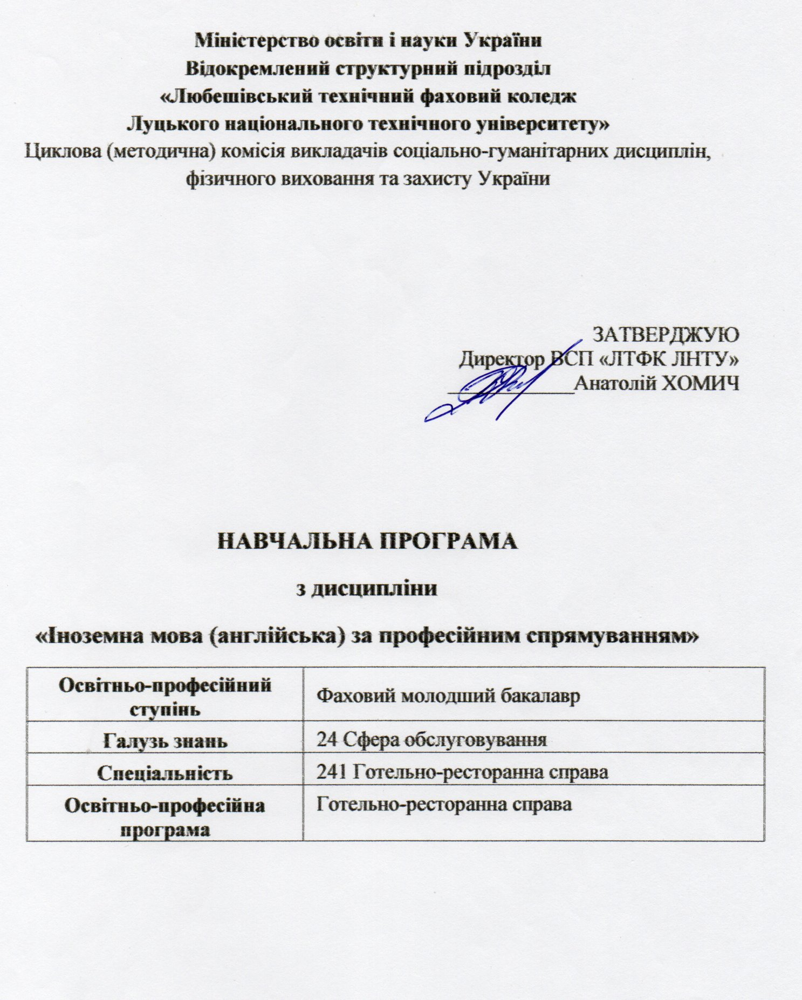 Міністерство освіти і науки України
Відокремлений структурний підрозділ
«Любешівський технічний фаховий коледж
Луцького національного технічного університету»
Циклова (методична) комісія викладачів соціально-гуманітарних дисциплін,
фізичного виховання та захисту України
ЗАТВЕРДЖУЮ
Директор ВСП «ЛТФК ЛНТУ»
____________Анатолій ХОМИЧ
НАВЧАЛЬНА ПРОГРАМА
з дисципліни
«Іноземна мова (англійська) за професійним спрямуванням»
Освітньо-професійний
ступінь
Фаховий молодший бакалавр
Галузь знань
24 Сфера обслуговування
Спеціальність
241 Готельно-ресторанна справа
Освітньо-професійна
програма
Готельно-ресторанна справа